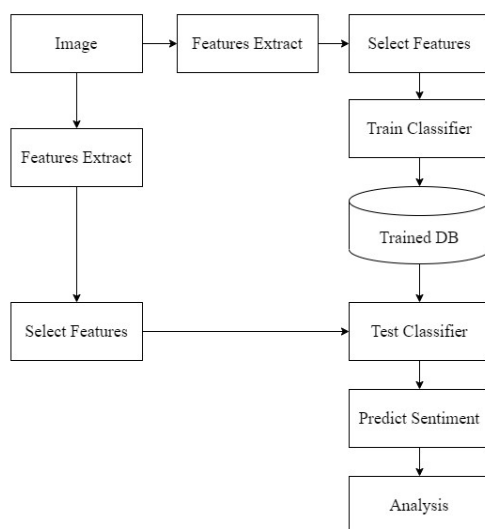 Image
Features Extract
Select Features
Train Classifier
Features Extract
Trained DB
Select Features
Test Classifier
Predict Sentiment
Analysis